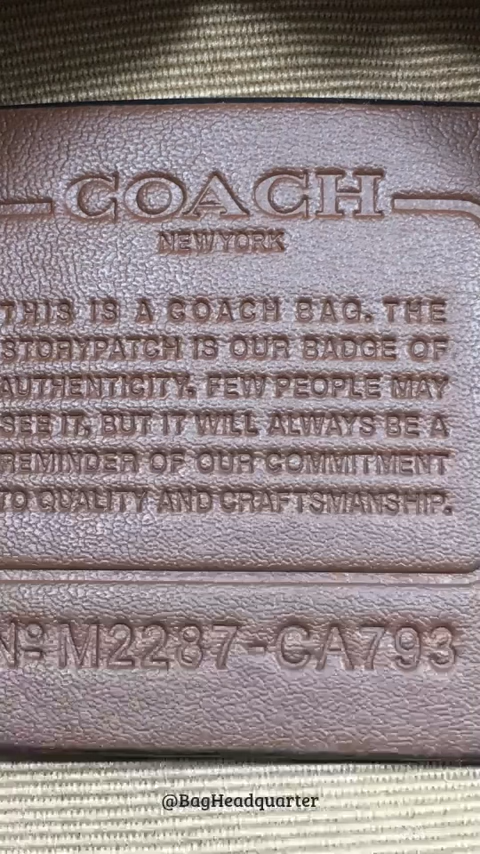 COACH
NEW YORK
THIS IS A COACH BAG. THE
STORYPATCH IS OUR BADGE OF
AUTHENTICITY. FEW PEOPLE MAY
SEE IT, BUT IT WILL ALWAYS BE A
REMINDER OF OUR COMMITMENT
TO QUALITY AND CRAFTSMANSHIP.
Nº M2287-CA793
@BagHeadquarter